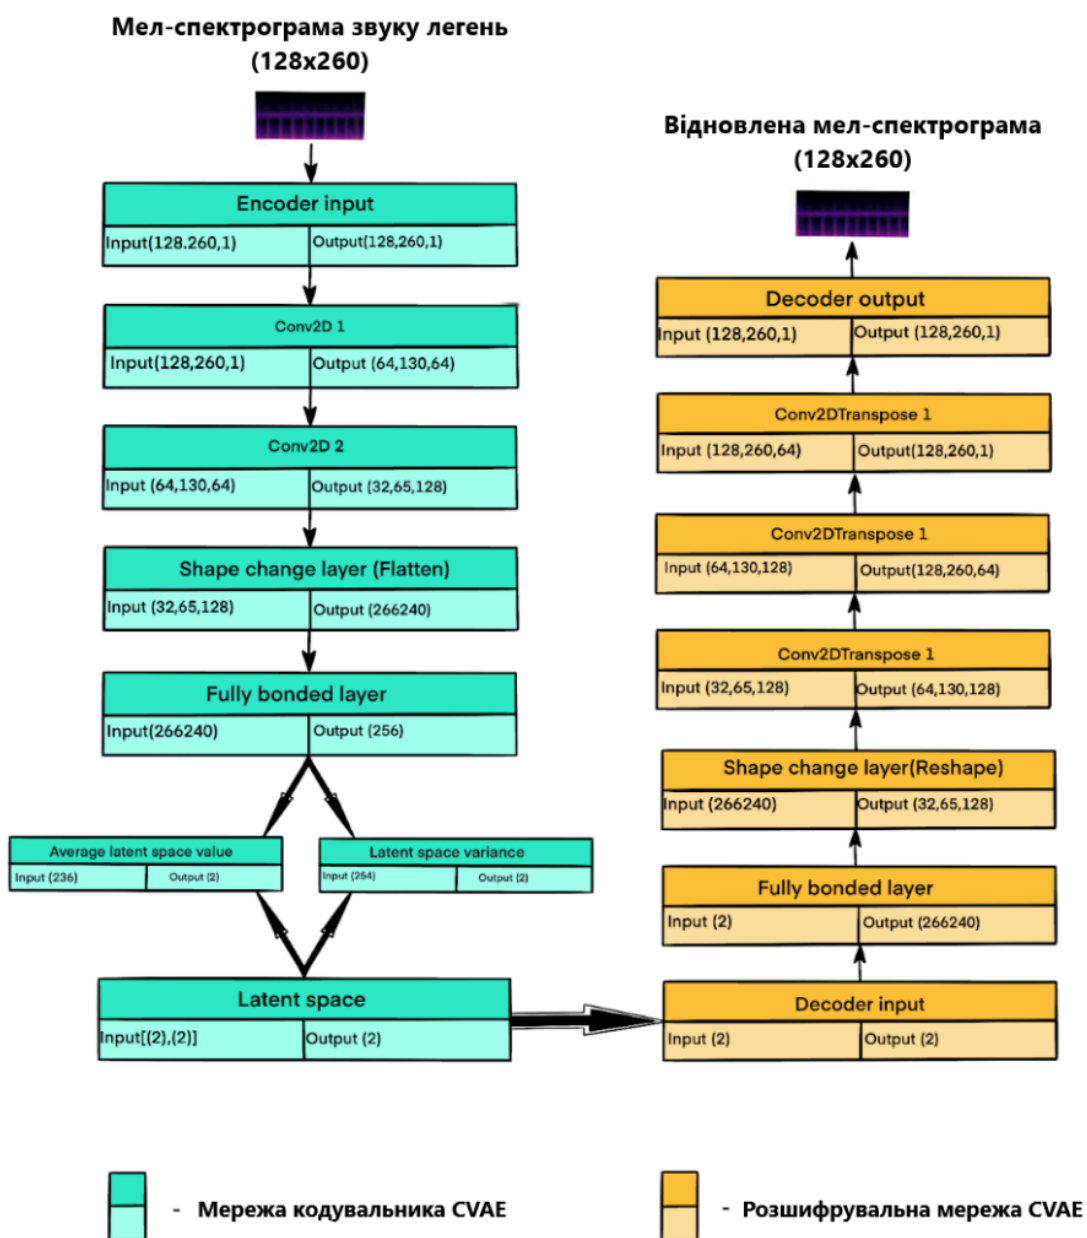 Мел-спектрограма звуку легень
(128x260)
Encoder input
Input(128.260,1)
Output(128,260,1)
Conv2D 1
Input(128,260,1)
Output (64,130,64)
Conv2D 2
Input (64,130,64)
Output (32,65,128)
Shape change layer (Flatten)
Input (32,65,128)
Output (266240)
Fully bonded layer
Input(266240)
Output (256)
Average latent space value
Input (236)
Output (2)
Latent space variance
Input (254)
Output (2)
Latent space
Input[(2),(2)]
Output (2)
Відновлена мел-спектрограма
(128x260)
Decoder output
Input (128,260,1)
Output (128,260,1)
Conv2DTranspose 1
Input (128,260,64)
Output(128,260,1)
Conv2DTranspose 1
Input (64,130,128)
Output(128,260,64)
Conv2DTranspose 1
Input (32,65,128)
Output (64,130,128)
Shape change layer(Reshape)
Input (266240)
Output (32,65,128)
Fully bonded layer
Input (2)
Output (266240)
Decoder input
Input (2)
Output (2)
- Мережа кодувальника CVAE
- Розшифрувальна мережа CVAE